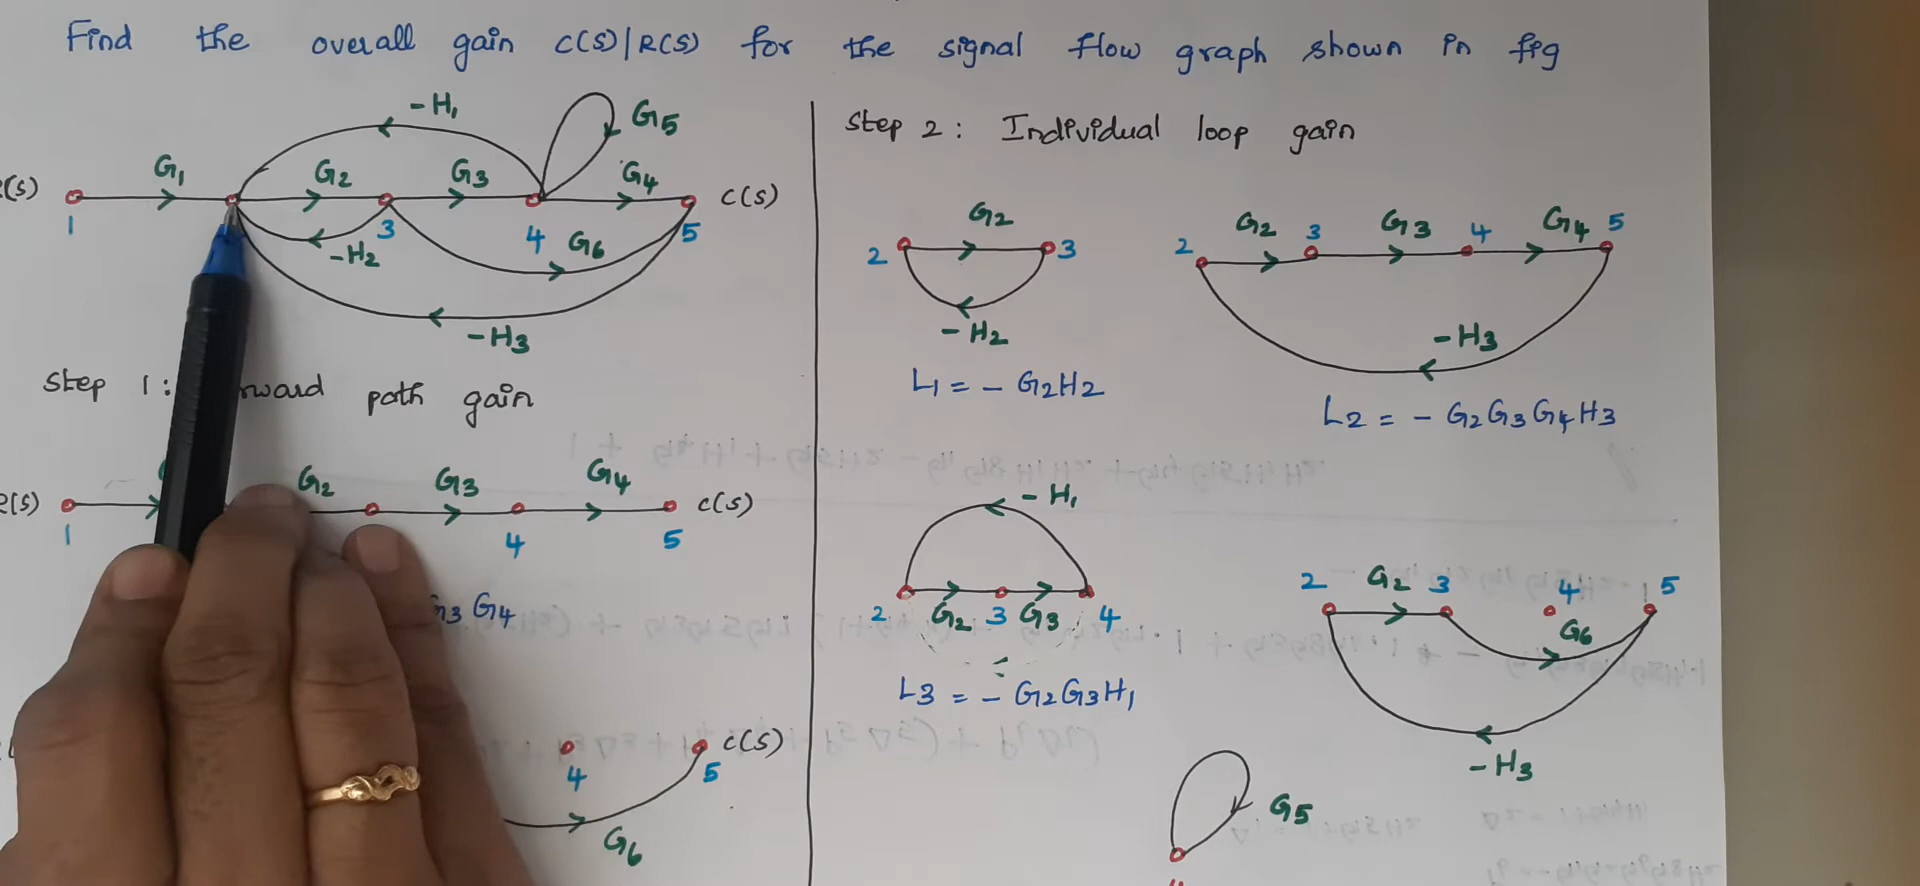 Find the overall gain C(S)/R(S) for the signal flow graph shown in fig
-H1
G5
G1 G2 G3 G4
(S) C(S)
1 3 4 5
-H2 G6
-H3
Step 1: ward path gain
G2 G3 G4
(S) C(S)
1 4 5
G3 G4
C(S)
4 5
G6
Step 2: Individual loop gain
G2
2 3
-H2
L1 = - G2H2
G2 G3 G4
2 3 4 5
-H3
L2 = - G2G3G4H3
-H1
2 G2 3 G3 4
L3 = - G2G3H1
2 G2 3 4 5
G6
-H3
G5